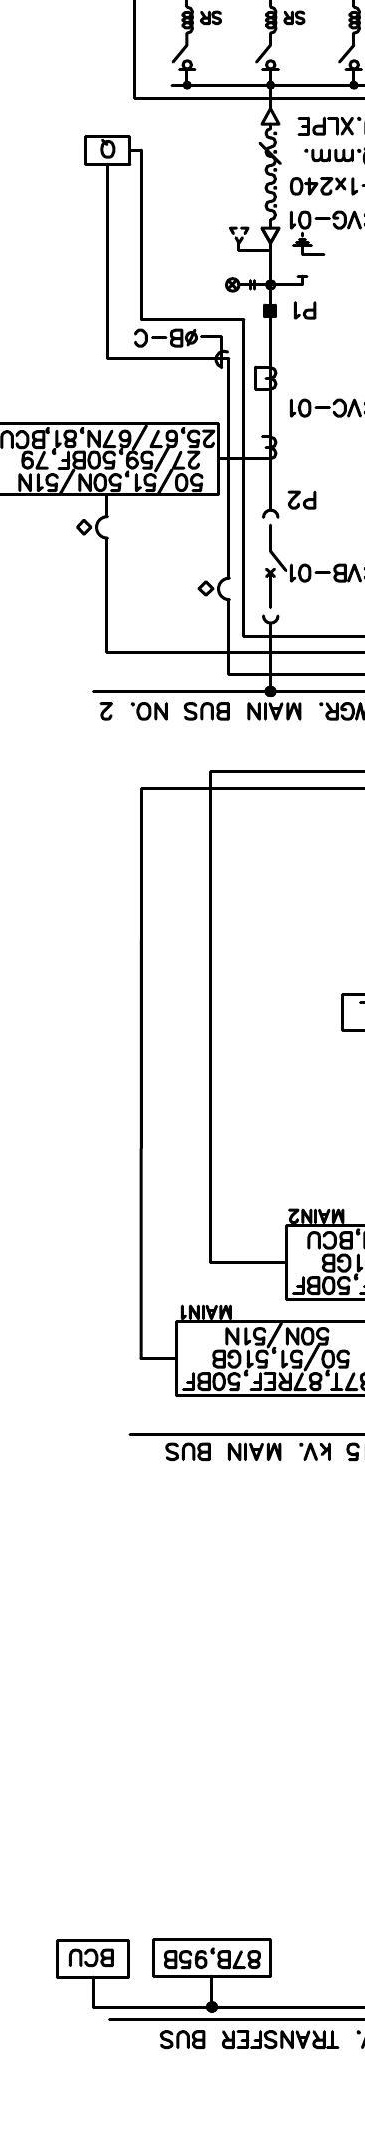 V. TRANSFER BUS
87B,95B
BCU
5 kV. MAIN BUS
87T,87REF,50BF
50/51,51GB
50N/51N
MAIN1
,50BF
1GB
,BCU
MAIN2
WGR. MAIN BUS NO. 2
VB-01
P2
50/51,50N/51N
27/59,50BF,79
25,67/67N,81,BCU
VC-01
øB-C
P1
VG-01
-1x240
.mm.
XLPE
Q
SR
SR